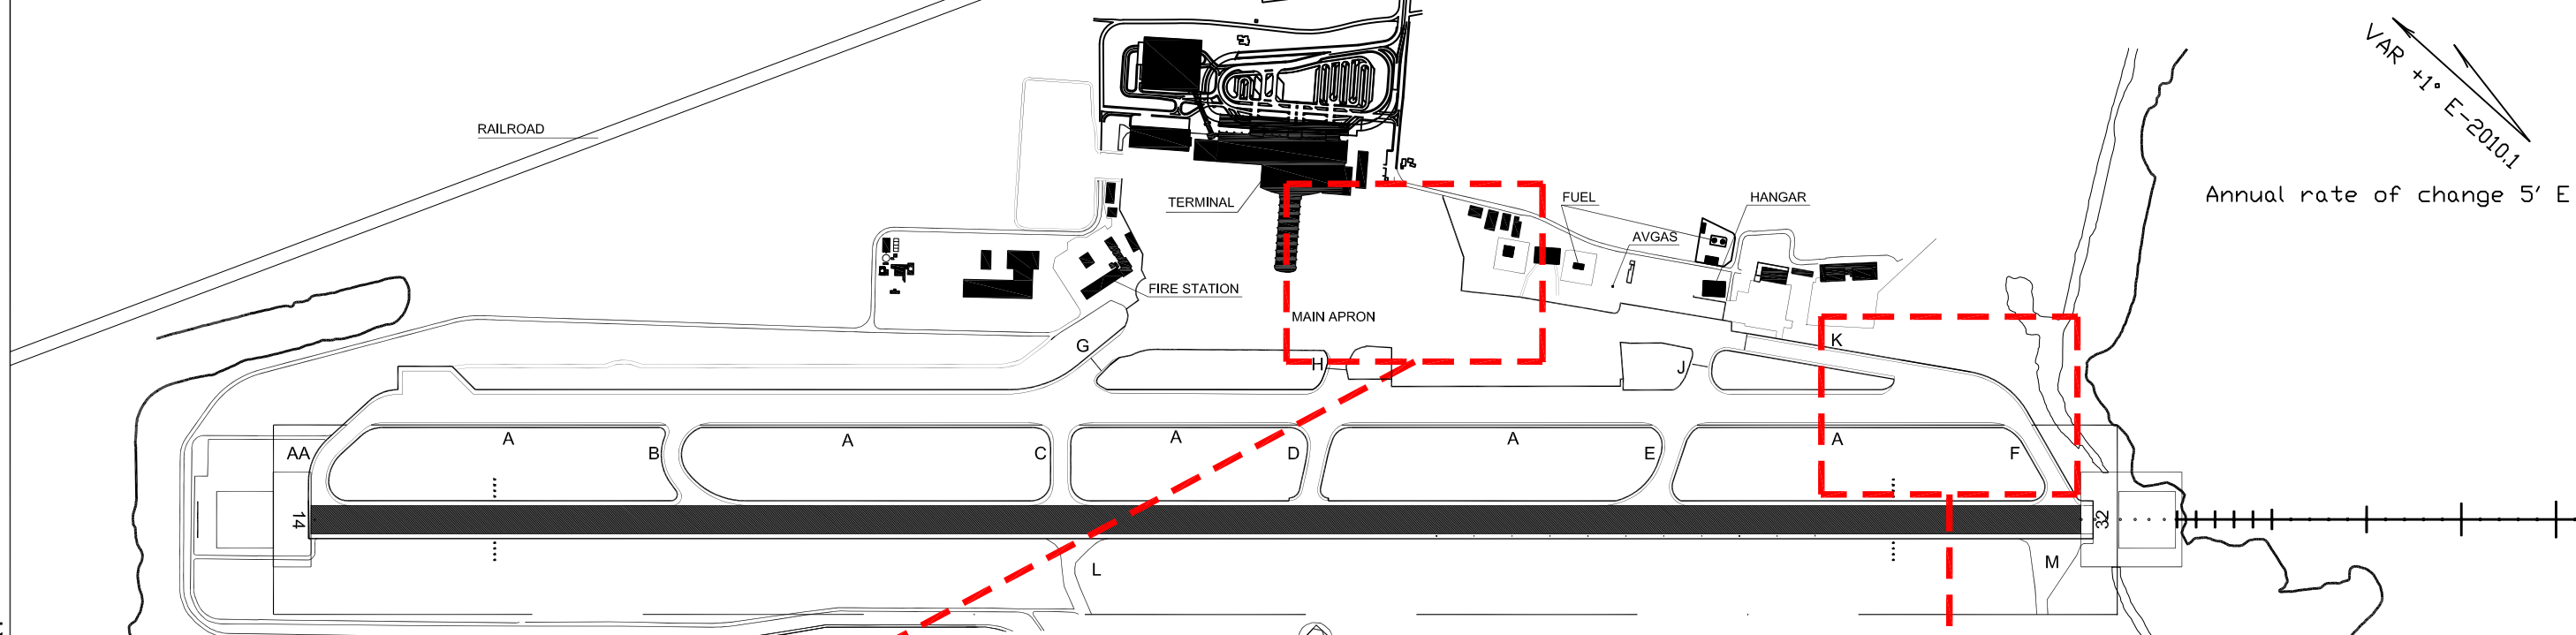 VAR +1° E-2010.1
RAILROAD
Annual rate of change 5' E
TERMINAL
FUEL
HANGAR
AVGAS
FIRE STATION
MAIN APRON
G
H
J
K
AA
A
B
A
C
A
D
A
E
A
F
14
32
L
M